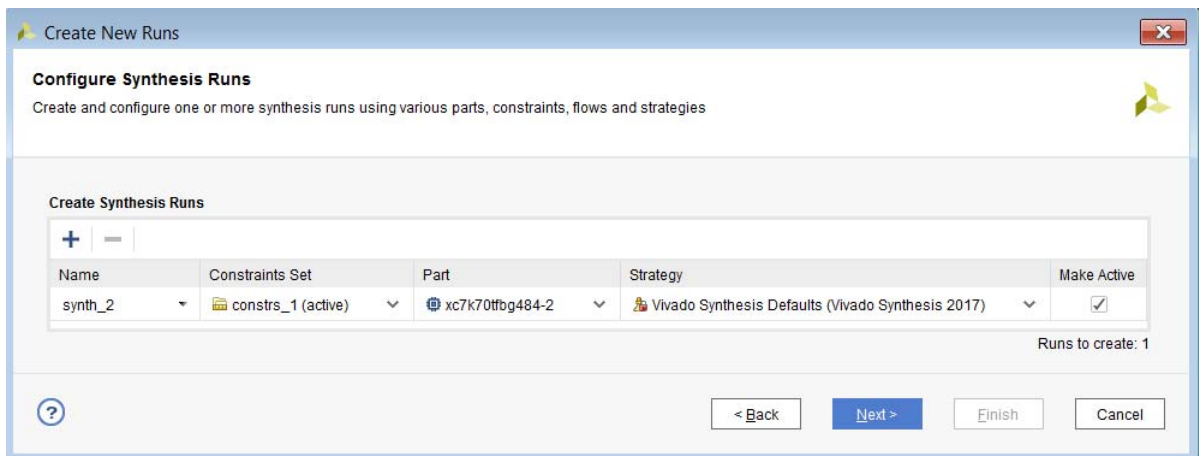 Create New Runs
Configure Synthesis Runs
Create and configure one or more synthesis runs using various parts, constraints, flows and strategies
Create Synthesis Runs
Name Constraints Set Part Strategy Make Active
synth_2 constrs_1 (active) xc7k70tfbg484-2 Vivado Synthesis Defaults (Vivado Synthesis 2017)
Runs to create: 1
? < Back Next > Finish Cancel